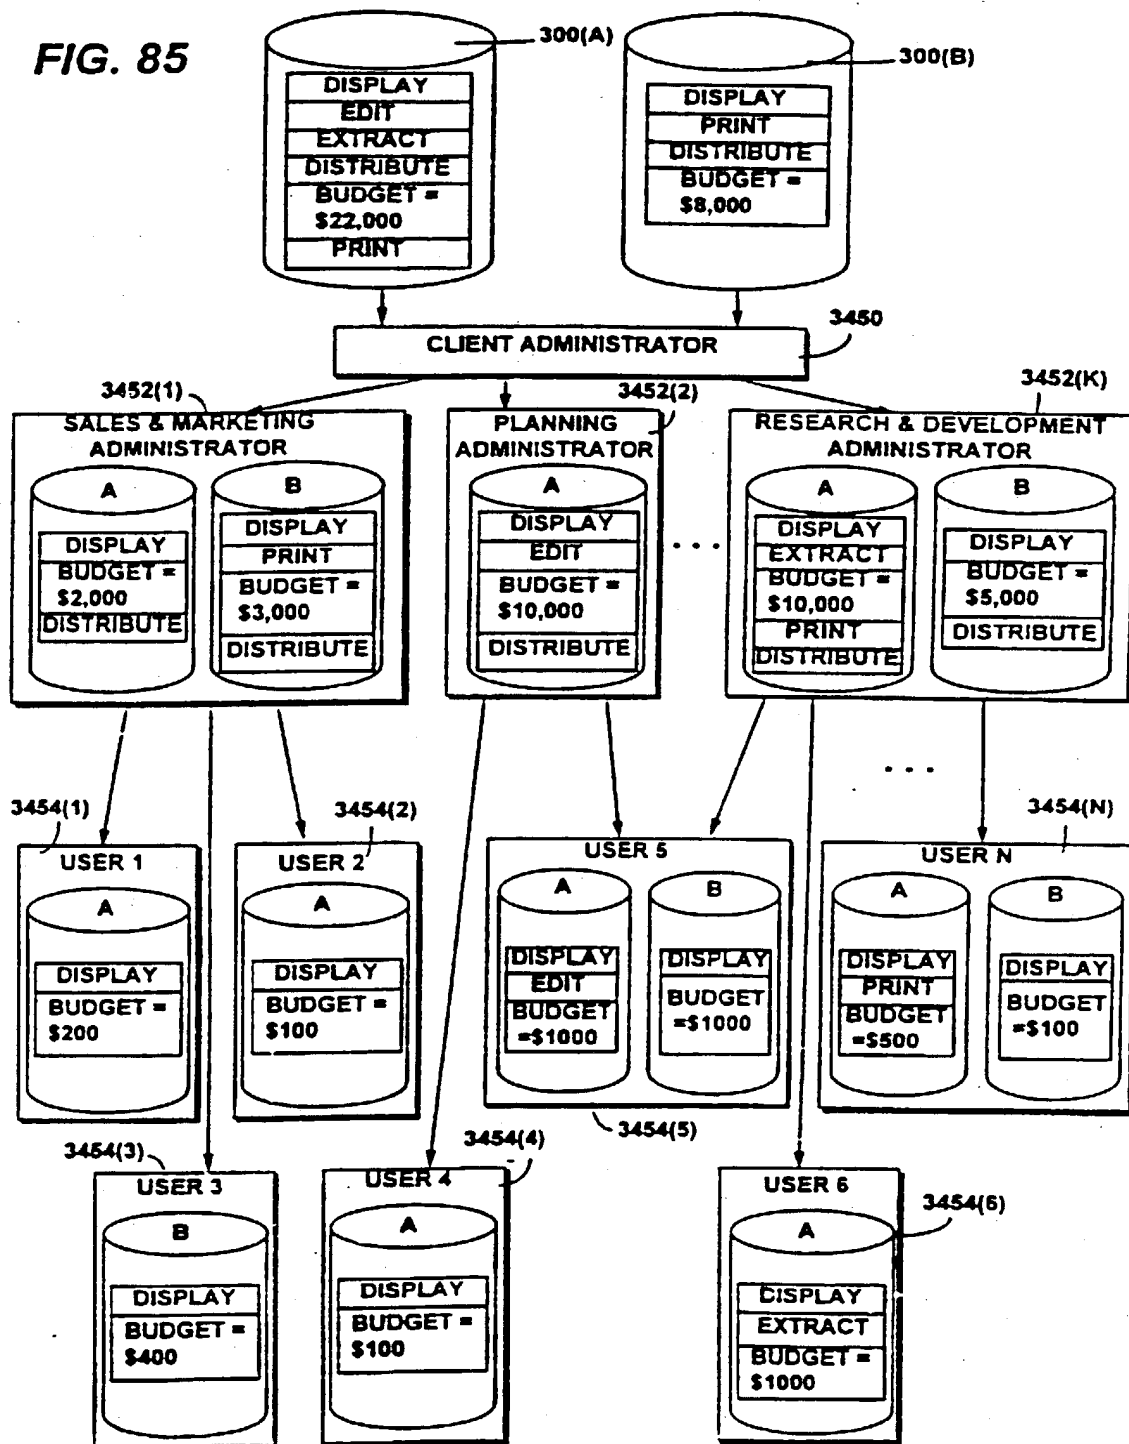 FIG. 85
300(A)
DISPLAY
EDIT
EXTRACT
DISTRIBUTE
BUDGET =
$22,000
PRINT
300(B)
DISPLAY
PRINT
DISTRIBUTE
BUDGET =
$8,000
CLIENT ADMINISTRATOR
3450
3452(1)
SALES & MARKETING
ADMINISTRATOR
A
DISPLAY
BUDGET =
$2,000
DISTRIBUTE
B
DISPLAY
PRINT
BUDGET =
$3,000
DISTRIBUTE
3452(2)
PLANNING
ADMINISTRATOR
A
DISPLAY
EDIT
BUDGET =
$10,000
DISTRIBUTE
. . .
3452(K)
RESEARCH & DEVELOPMENT
ADMINISTRATOR
A
DISPLAY
EXTRACT
BUDGET =
$10,000
PRINT
DISTRIBUTE
B
DISPLAY
BUDGET =
$5,000
DISTRIBUTE
. . .
3454(1)
USER 1
A
DISPLAY
BUDGET =
$200
3454(2)
USER 2
A
DISPLAY
BUDGET =
$100
USER 5
A
DISPLAY
EDIT
BUDGET
=$1000
B
DISPLAY
BUDGET
=$1000
3454(5)
3454(N)
USER N
A
DISPLAY
PRINT
BUDGET
=$500
B
DISPLAY
BUDGET
=$100
3454(3)
USER 3
B
DISPLAY
BUDGET =
$400
3454(4)
USER 4
A
DISPLAY
BUDGET =
$100
USER 6
3454(6)
A
DISPLAY
EXTRACT
BUDGET =
$1000